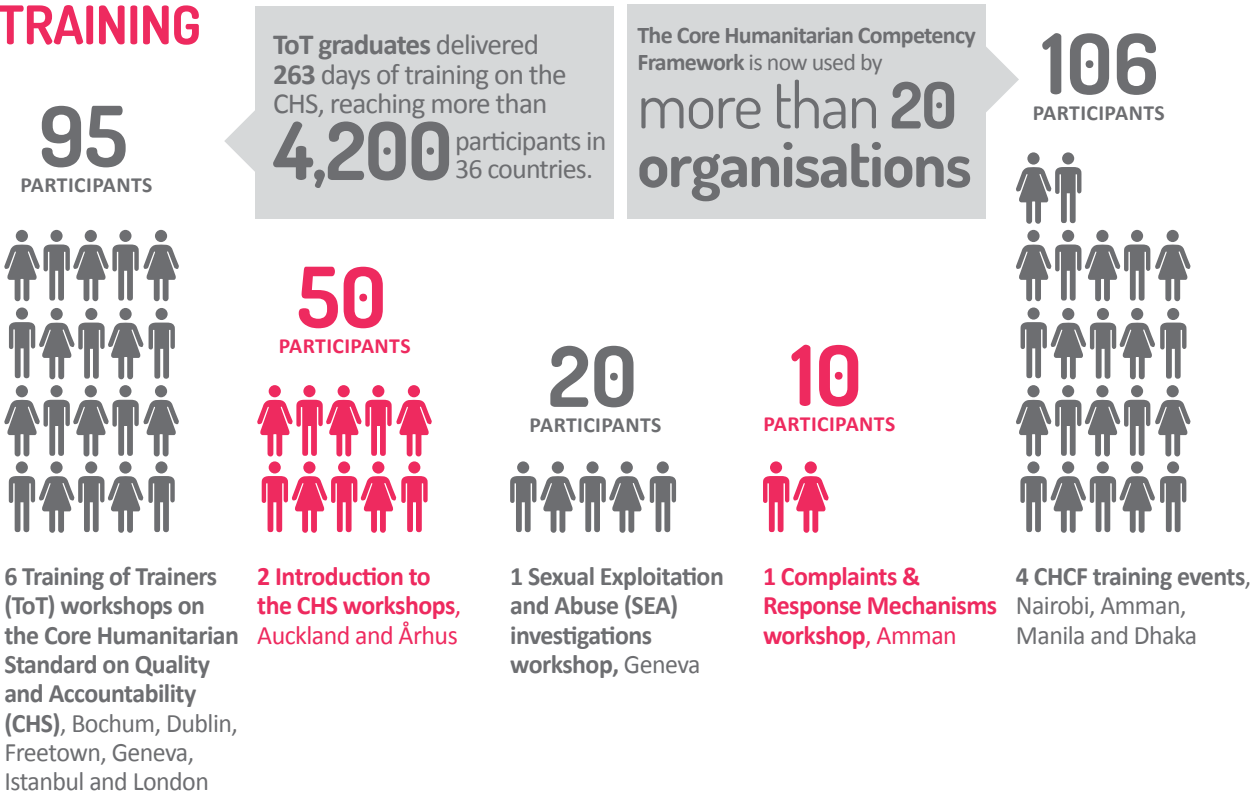 TRAINING
95
PARTICIPANTS
6 Training of Trainers
(ToT) workshops on
the Core Humanitarian
Standard on Quality
and Accountability
(CHS), Bochum, Dublin,
Freetown, Geneva,
Istanbul and London
ToT graduates delivered
263 days of training on the
CHS, reaching more than
4,200 participants in
36 countries.
50
PARTICIPANTS
2 Introduction to
the CHS workshops,
Auckland and Århus
20
PARTICIPANTS
1 Sexual Exploitation
and Abuse (SEA)
investigations
workshop, Geneva
10
PARTICIPANTS
1 Complaints &
Response Mechanisms
workshop, Amman
The Core Humanitarian Competency
Framework is now used by
more than 20
organisations
106
PARTICIPANTS
4 CHCF training events,
Nairobi, Amman,
Manila and Dhaka